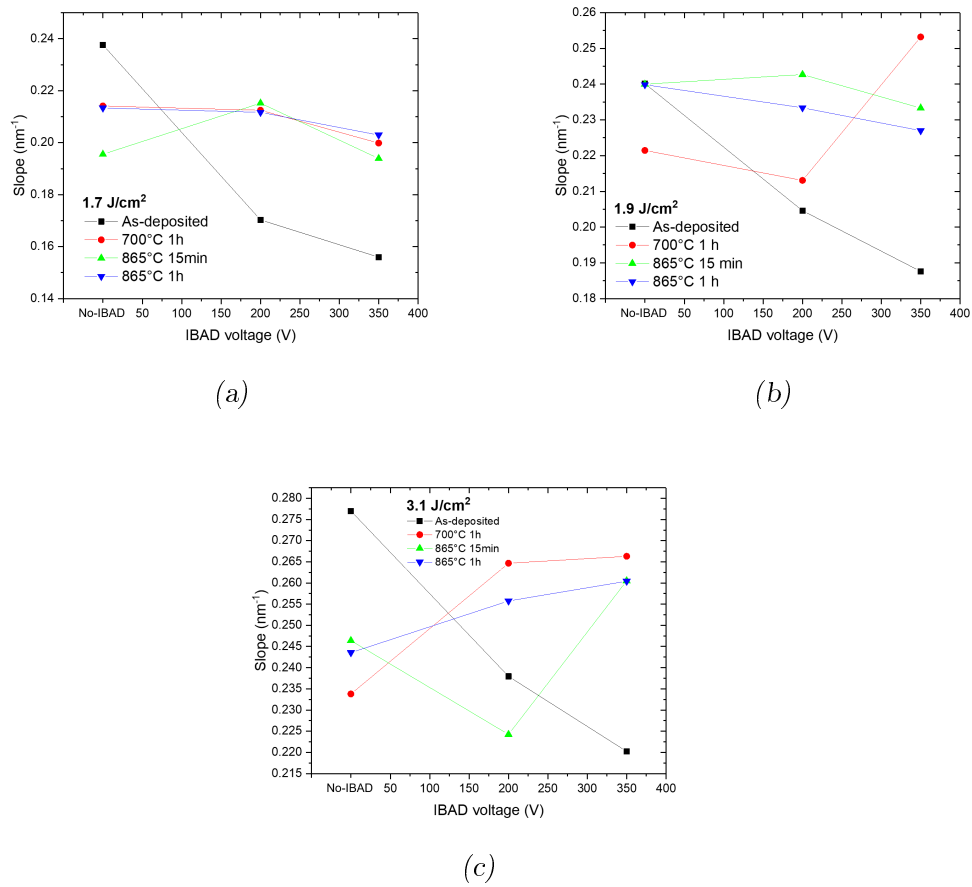 0.24
0.22
0.20
0.18
0.16
0.14
Slope (nm⁻¹)
1.7 J/cm²
As-deposited
700°C 1h
865°C 15min
865°C 1h
No-IBAD 50 100 150 200 250 300 350 400
IBAD voltage (V)
(a)
0.26
0.25
0.24
0.23
0.22
0.21
0.20
0.19
0.18
Slope (nm⁻¹)
1.9 J/cm²
As-deposited
700°C 1 h
865°C 15 min
865°C 1 h
No-IBAD 50 100 150 200 250 300 350 400
IBAD voltage (V)
(b)
0.280
0.275
0.270
0.265
0.260
0.255
0.250
0.245
0.240
0.235
0.230
0.225
0.220
0.215
Slope (nm⁻¹)
3.1 J/cm²
As-deposited
700°C 1h
865°C 15min
865°C 1h
No-IBAD 50 100 150 200 250 300 350 400
IBAD voltage (V)
(c)